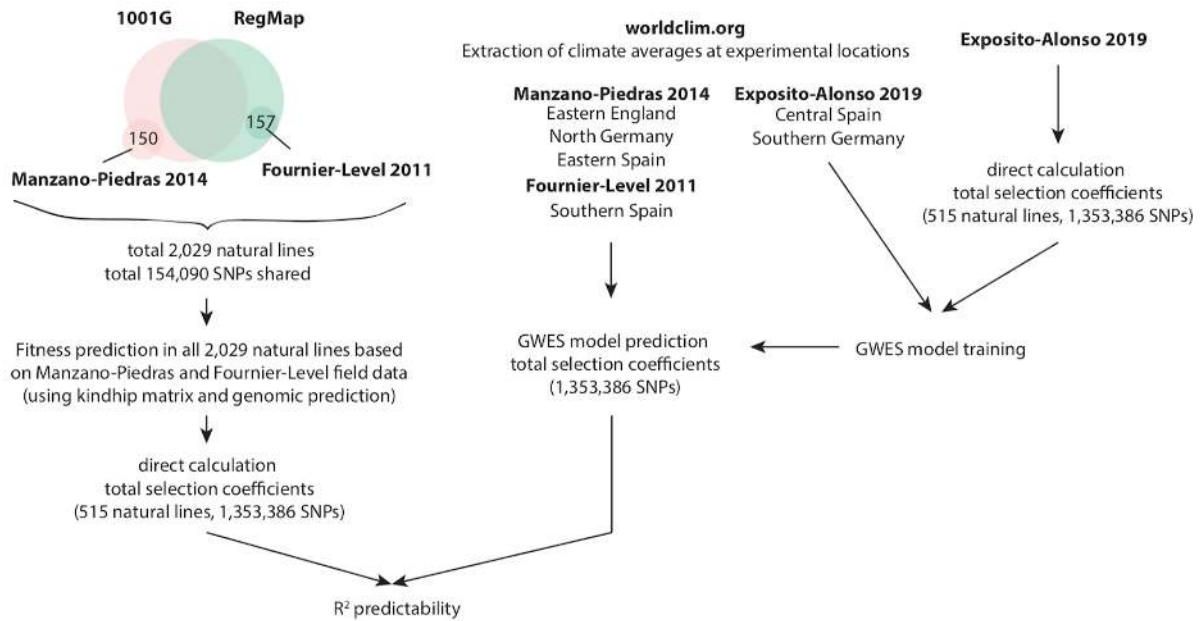 1001G
RegMap
150
157
Manzano-Piedras 2014
Fournier-Level 2011
total 2,029 natural lines
total 154,090 SNPs shared
Fitness prediction in all 2,029 natural lines based
on Manzano-Piedras and Fournier-Level field data
(using kindhip matrix and genomic prediction)
direct calculation
total selection coefficients
(515 natural lines, 1,353,386 SNPs)
worldclim.org
Extraction of climate averages at experimental locations
Manzano-Piedras 2014
Eastern England
North Germany
Eastern Spain
Fournier-Level 2011
Southern Spain
Exposito-Alonso 2019
Central Spain
Southern Germany
Exposito-Alonso 2019
direct calculation
total selection coefficients
(515 natural lines, 1,353,386 SNPs)
GWES model training
GWES model prediction
total selection coefficients
(1,353,386 SNPs)
R² predictability